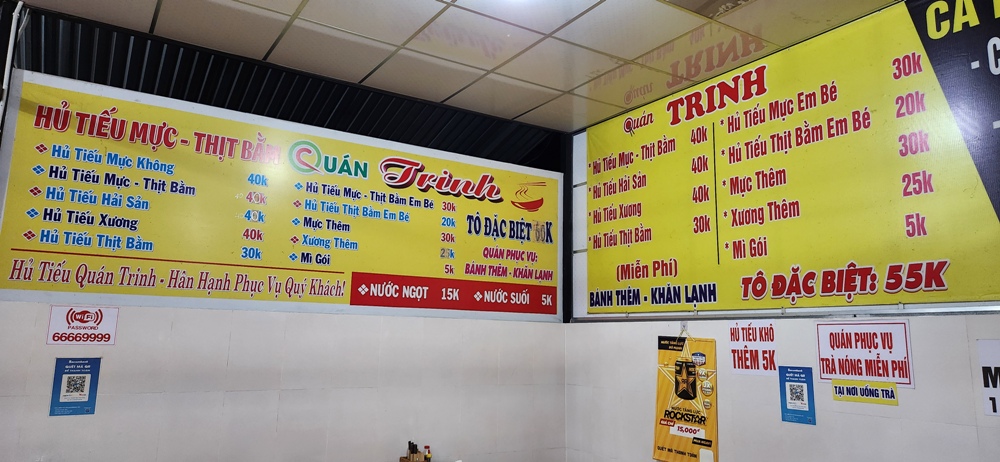 HỦ TIẾU MỰC - THỊT BẰM
QUÁN Trinh
Hủ Tiếu Mực Không 40k
Hủ Tiếu Mực - Thịt Bằm
Hủ Tiếu Hải Sản
Hủ Tiếu Xương 40k
Hủ Tiếu Thịt Bằm 30k
Hủ Tiếu Mực - Thịt Bằm Em Bé 30k
Hủ Tiếu Thịt Bằm Em Bé 20k
Mực Thêm 30k
Xương Thêm 25k
Mì Gói 5k
TÔ ĐẶC BIỆT
QUÁN PHỤC VỤ:
BÁNH THÊM - KHĂN LẠNH
Hủ Tiếu Quán Trinh - Hân Hạnh Phục Vụ Quý Khách!
NƯỚC NGỌT 15K NƯỚC SUỐI 5K
WiFi
PASSWORD
66669999
Quán TRINH
* Hủ Tiếu Mực - Thịt Bằm 40k
* Hủ Tiếu Hải Sản 40k
* Hủ Tiếu Xương 40k
* Hủ Tiếu Thịt Bằm 30k
* Hủ Tiếu Mực Em Bé 30k
* Hủ Tiếu Thịt Bằm Em Bé 20k
* Mực Thêm 30k
* Xương Thêm 25k
* Mì Gói 5k
(Miễn Phí)
BÁNH THÊM - KHĂN LẠNH
TÔ ĐẶC BIỆT: 55K
NƯỚC TĂNG LỰC
ROCKSTAR
15,000đ
HỦ TIẾU KHÔ
THÊM 5K
QUÁN PHỤC VỤ
TRÀ NÓNG MIỄN PHÍ
TẠI NƠI UỐNG TRÀ